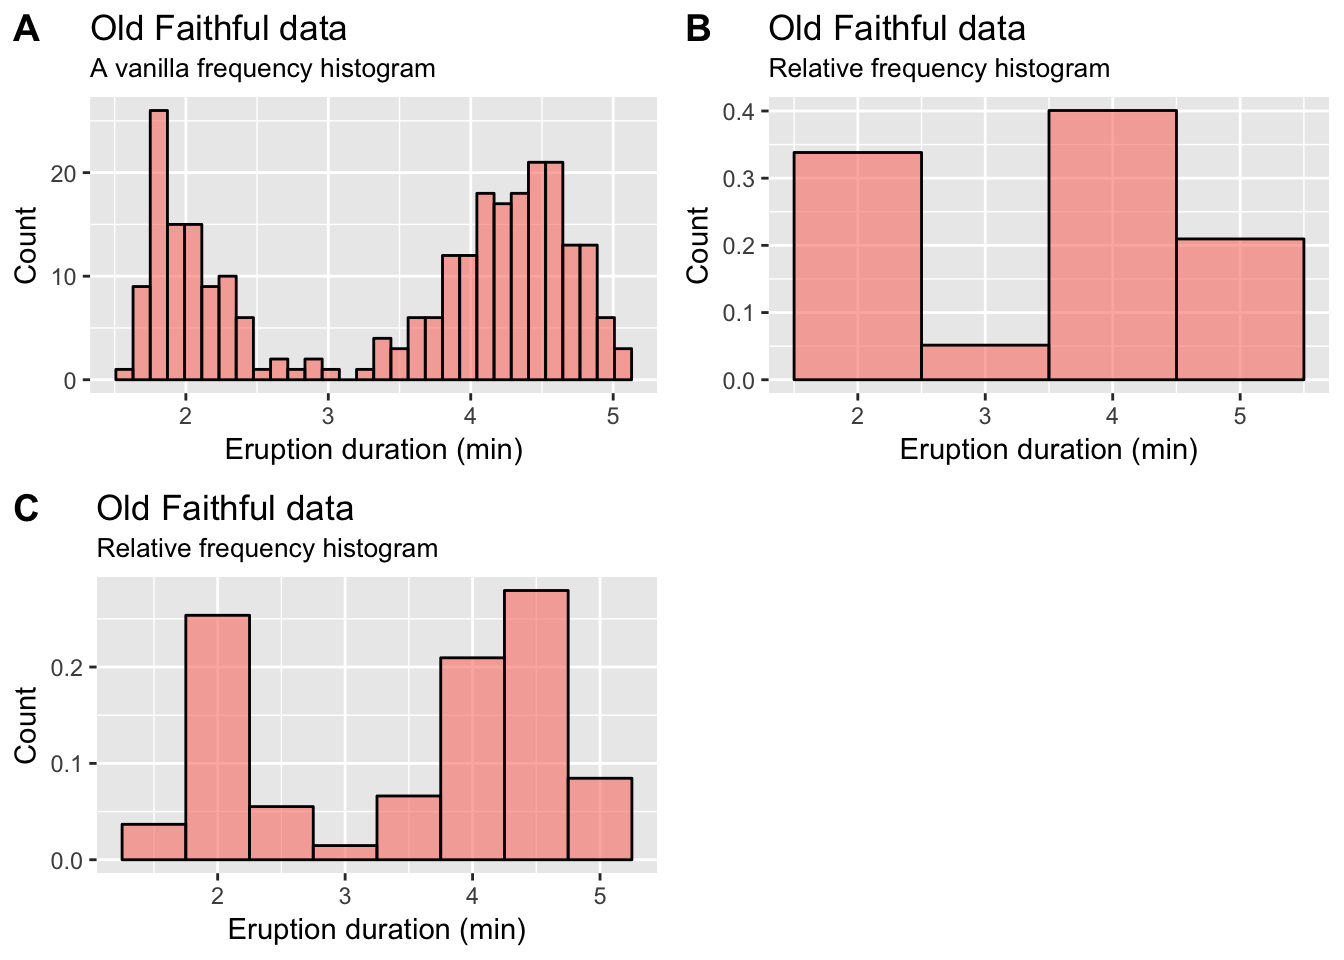 A
Old Faithful data
A vanilla frequency histogram
Count
20
10
0
2 3 4 5
Eruption duration (min)
B
Old Faithful data
Relative frequency histogram
Count
0.4
0.3
0.2
0.1
0.0
2 3 4 5
Eruption duration (min)
C
Old Faithful data
Relative frequency histogram
Count
0.2
0.1
0.0
2 3 4 5
Eruption duration (min)